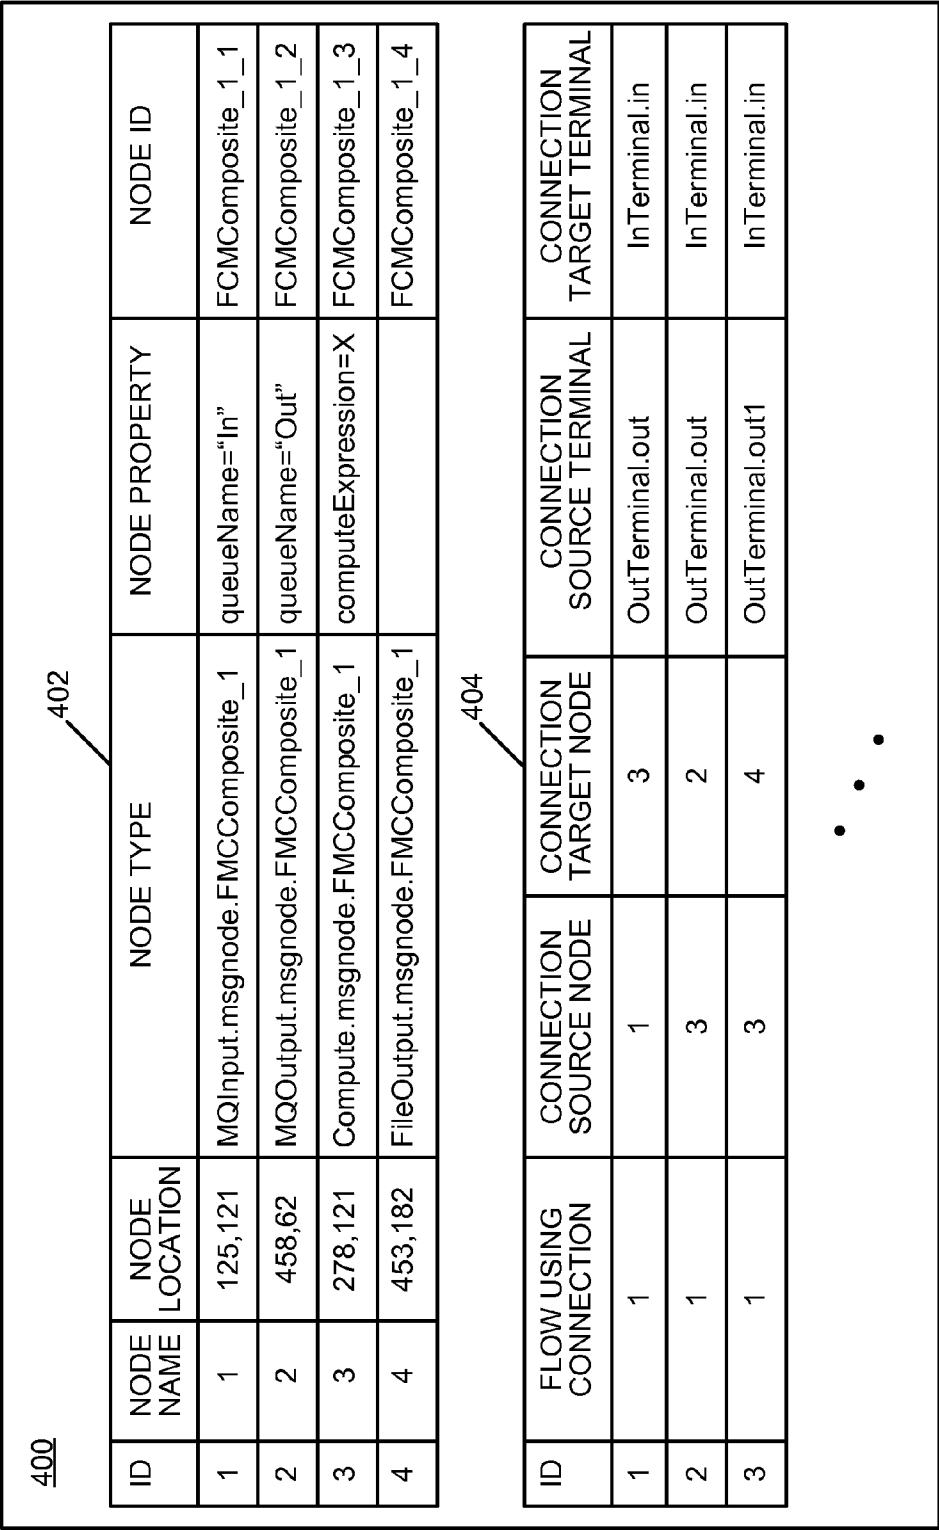 400
402
ID NODE NAME NODE LOCATION NODE TYPE NODE PROPERTY NODE ID
1 1 125,121 MQInput.msgnode.FMCComposite_1 queueName="In" FCMComposite_1_1
2 2 458,62 MQOutput.msgnode.FMCComposite_1 queueName="Out" FCMComposite_1_2
3 3 278,121 Compute.msgnode.FMCComposite_1 computeExpression=X FCMComposite_1_3
4 4 453,182 FileOutput.msgnode.FMCComposite_1 FCMComposite_1_4
404
ID FLOW USING CONNECTION CONNECTION SOURCE NODE CONNECTION TARGET NODE CONNECTION SOURCE TERMINAL CONNECTION TARGET TERMINAL
1 1 1 3 OutTerminal.out InTerminal.in
2 1 3 2 OutTerminal.out InTerminal.in
3 1 3 4 OutTerminal.out1 InTerminal.in